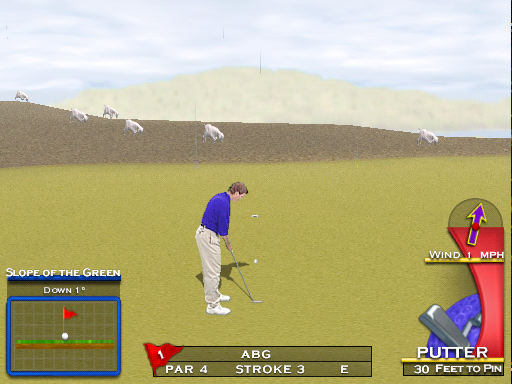 WIND 1 MPH
SLOPE OF THE GREEN
DOWN 1°
PUTTER
30 FEET TO PIN
1
ABG
PAR 4 STROKE 3 E